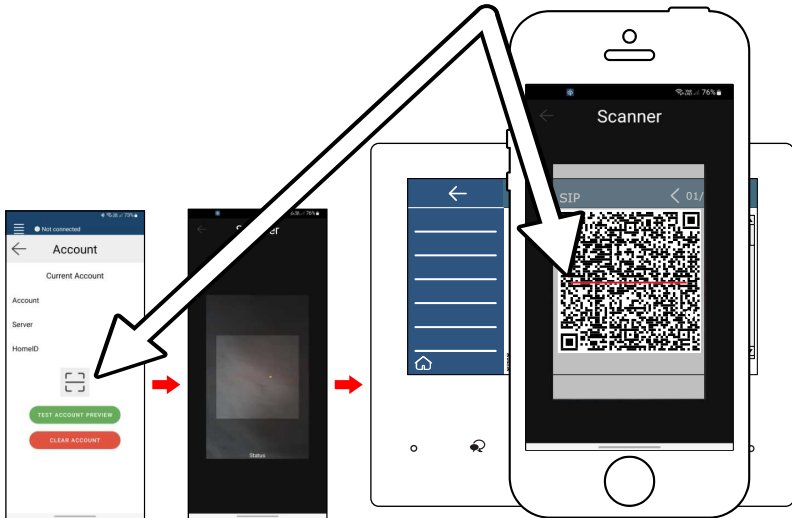 73%
Not connected
Account
Current Account
Account
Server
HomeID
TEST ACCOUNT PREVIEW
CLEAR ACCOUNT
76%
Status
76%
Scanner
SIP
01/